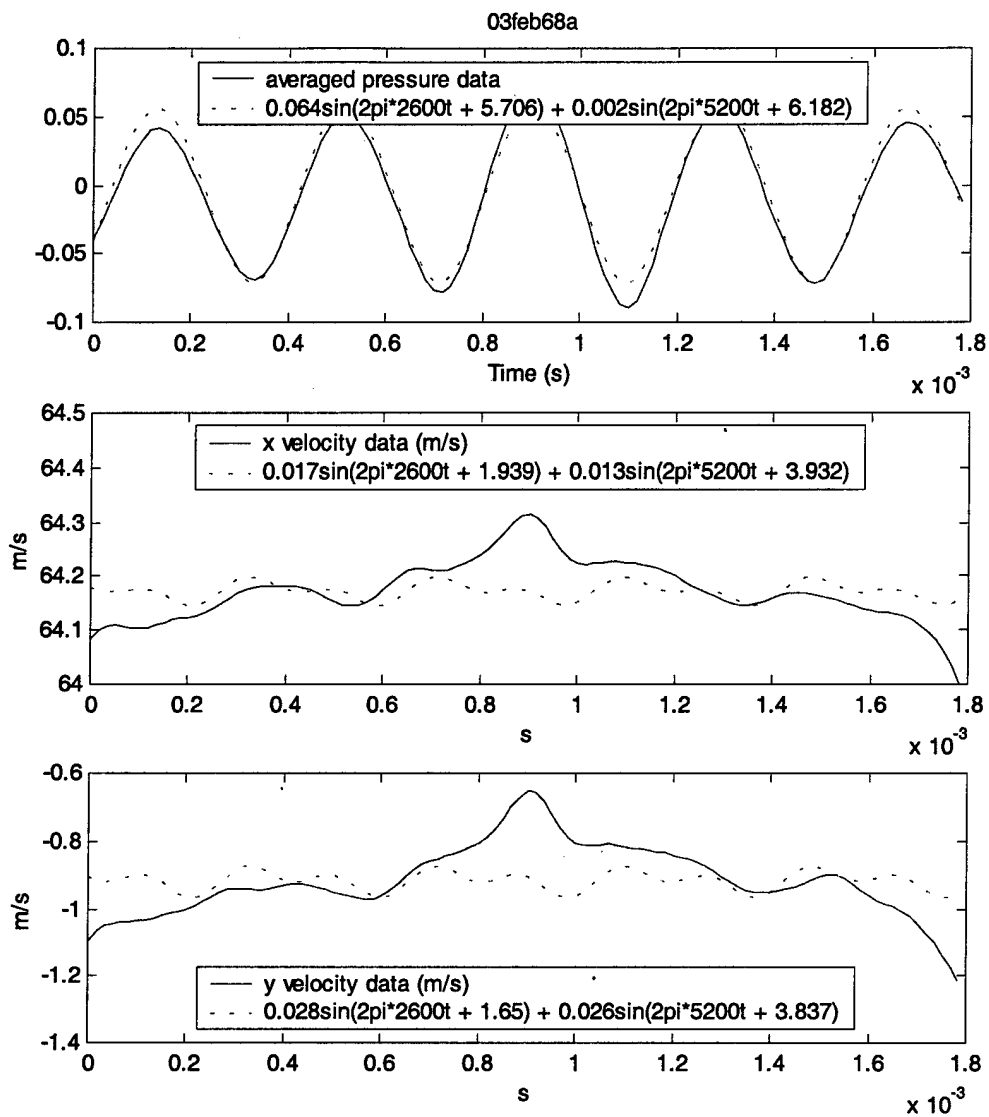 03feb68a
0.1
averaged pressure data
0.064sin(2pi*2600t + 5.706) + 0.002sin(2pi*5200t + 6.182)
0.05
0
-0.05
-0.1
0 0.2 0.4 0.6 0.8 1 1.2 1.4 1.6 1.8
Time (s)
x 10-3
64.5
x velocity data (m/s)
0.017sin(2pi*2600t + 1.939) + 0.013sin(2pi*5200t + 3.932)
64.4
64.3
m/s
64.2
64.1
64
0 0.2 0.4 0.6 0.8 1 1.2 1.4 1.6 1.8
s
x 10-3
-0.6
-0.8
m/s
-1
-1.2
y velocity data (m/s)
0.028sin(2pi*2600t + 1.65) + 0.026sin(2pi*5200t + 3.837)
-1.4
0 0.2 0.4 0.6 0.8 1 1.2 1.4 1.6 1.8
s
x 10-3